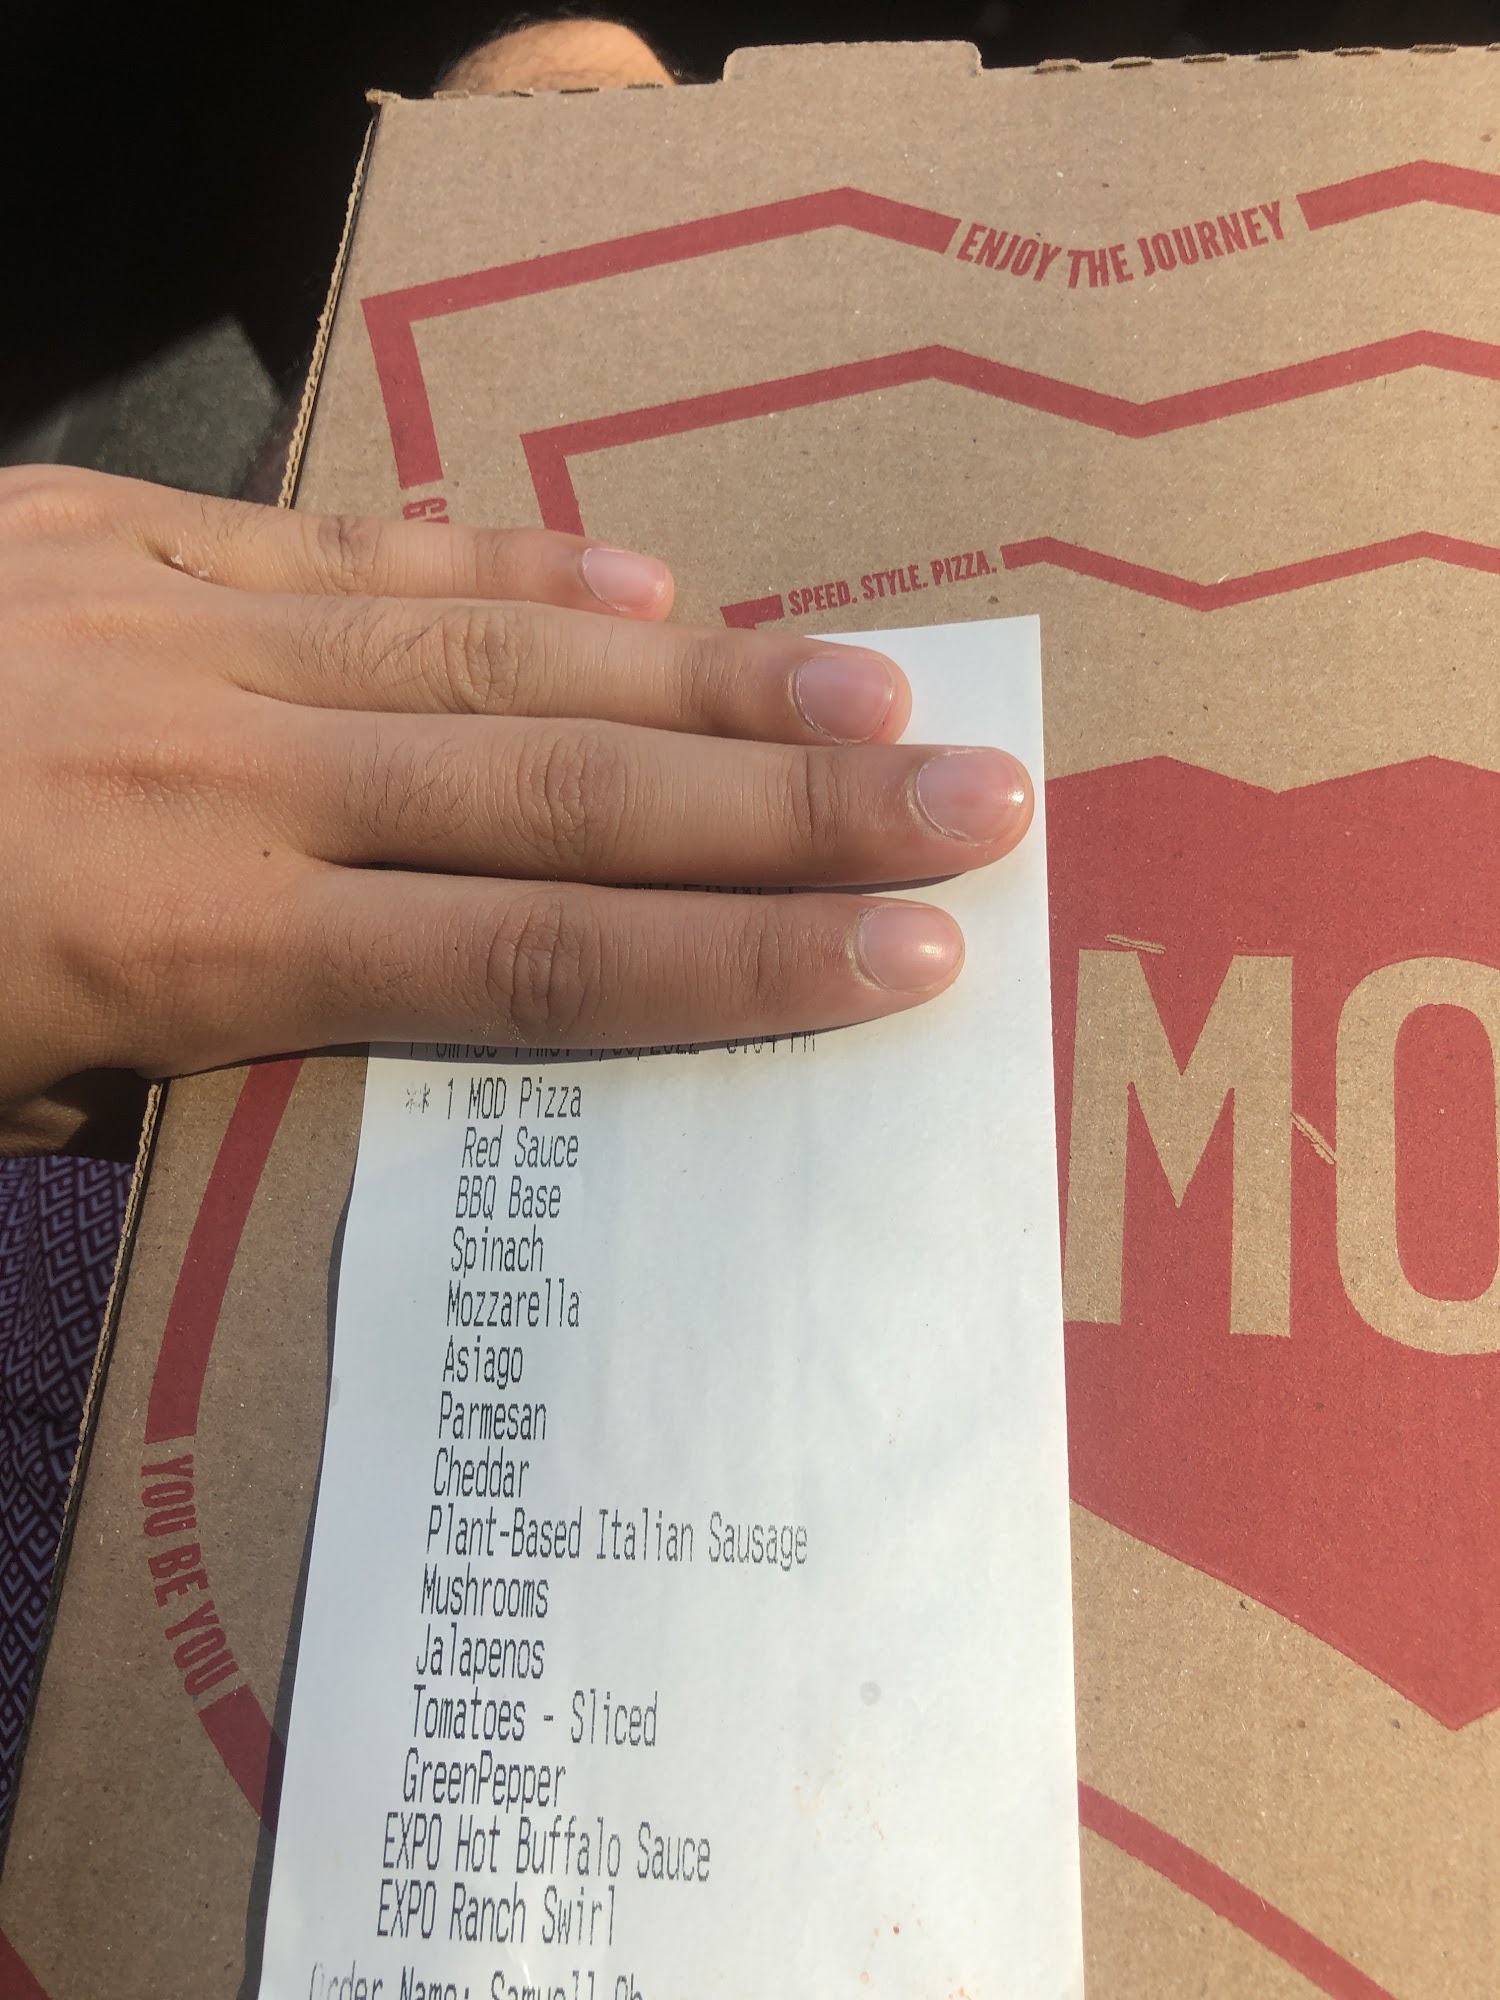 ENJOY THE JOURNEY
SPEED. STYLE. PIZZA.
MO
YOU BE YOU
** 1 MOD Pizza
Red Sauce
BBQ Base
Spinach
Mozzarella
Asiago
Parmesan
Cheddar
Plant-Based Italian Sausage
Mushrooms
Jalapenos
Tomatoes - Sliced
GreenPepper
EXPO Hot Buffalo Sauce
EXPO Ranch Swirl
Order Name: